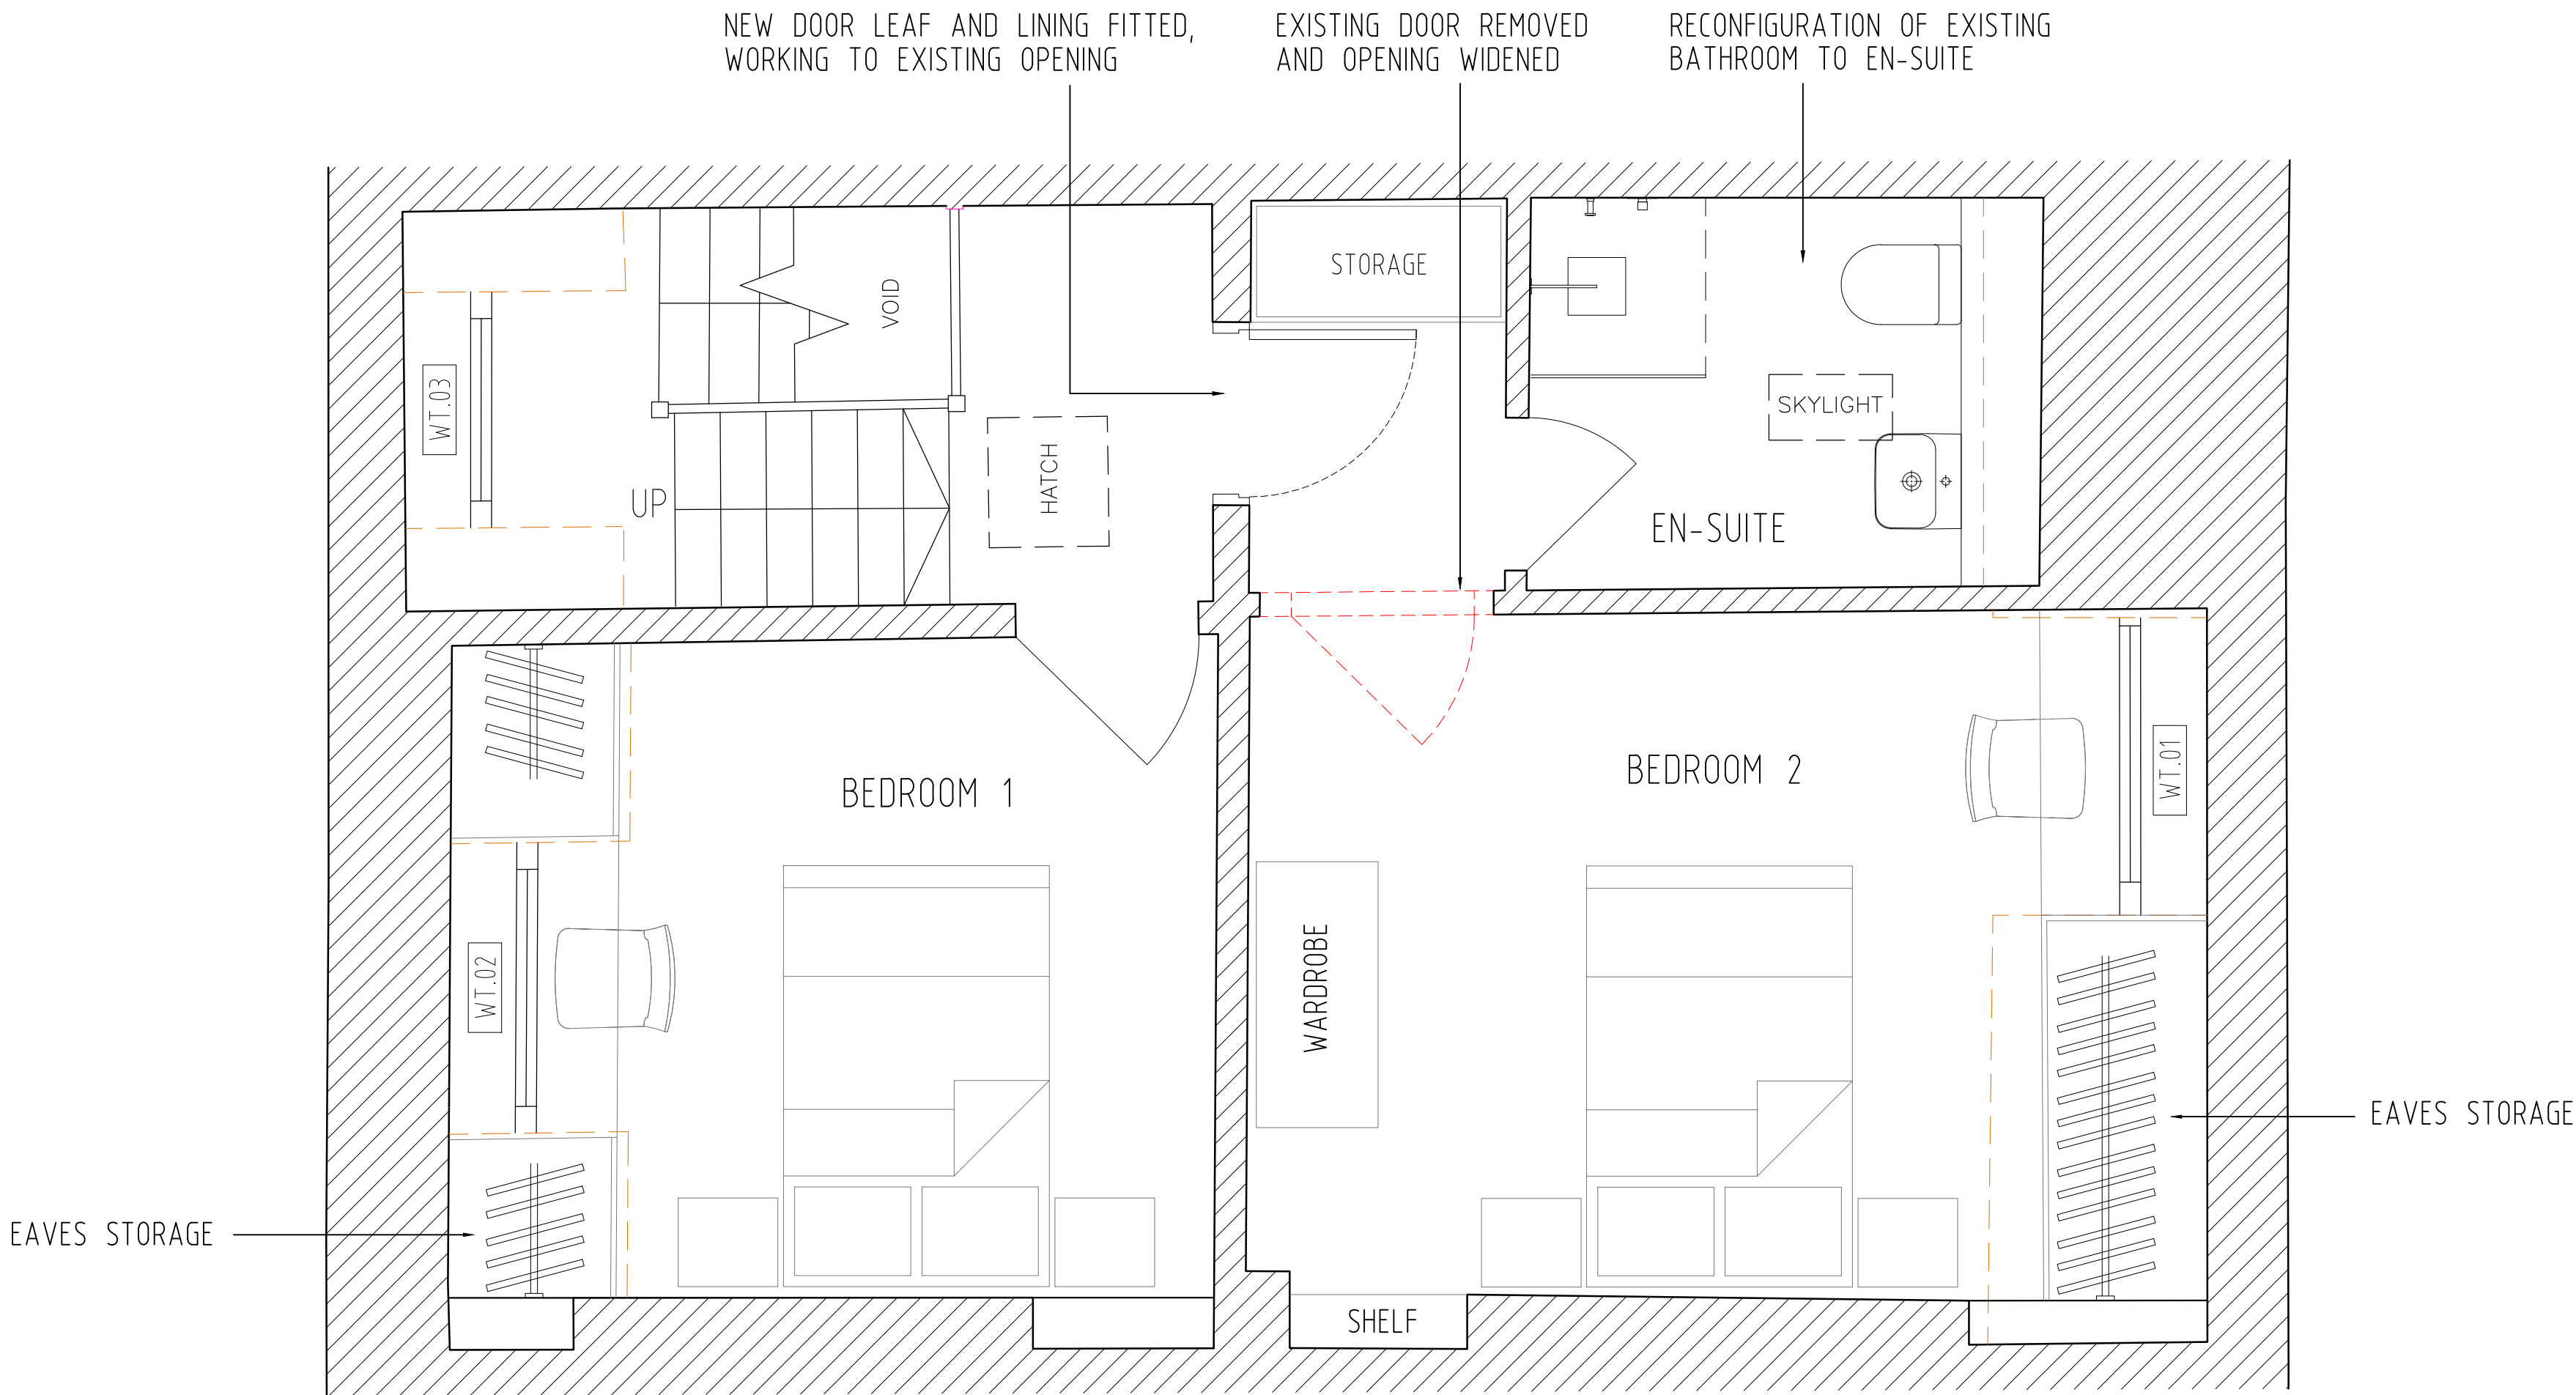 NEW DOOR LEAF AND LINING FITTED,
WORKING TO EXISTING OPENING
EXISTING DOOR REMOVED
AND OPENING WIDENED
RECONFIGURATION OF EXISTING
BATHROOM TO EN-SUITE
STORAGE
VOID
WT.03
SKYLIGHT
HATCH
UP
EN-SUITE
BEDROOM 1
BEDROOM 2
WT.01
WT.02
WARDROBE
EAVES STORAGE
EAVES STORAGE
SHELF